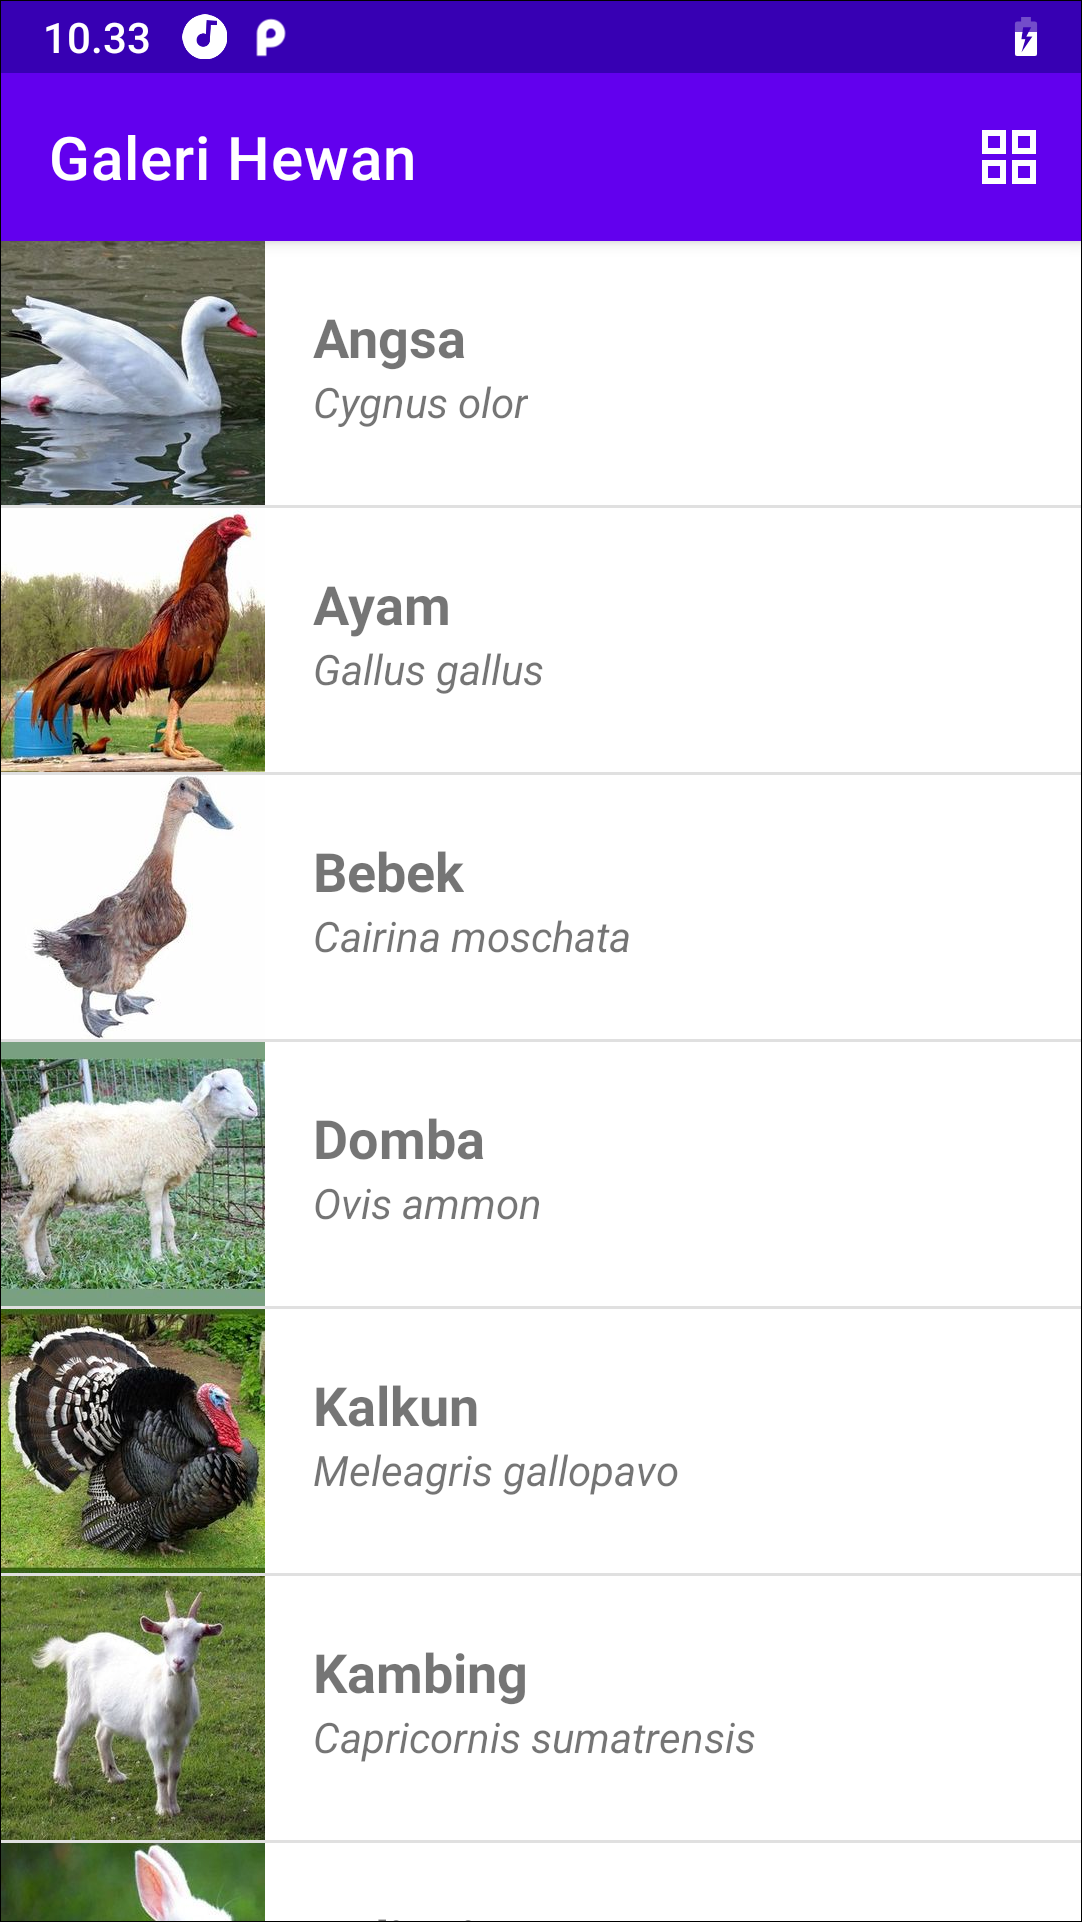 10.33
Galeri Hewan
Angsa
Cygnus olor
Ayam
Gallus gallus
Bebek
Cairina moschata
Domba
Ovis ammon
Kalkun
Meleagris gallopavo
Kambing
Capricornis sumatrensis